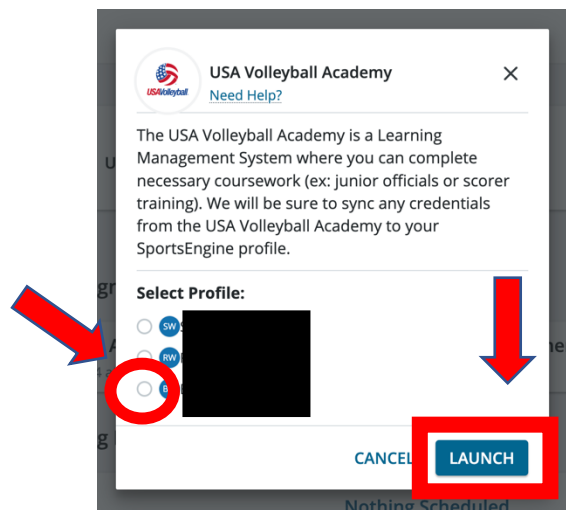 USA Volleyball Academy
USAVolleyball
Need Help?
The USA Volleyball Academy is a Learning
Management System where you can complete
necessary coursework (ex: junior officials or scorer
training). We will be sure to sync any credentials
from the USA Volleyball Academy to your
SportsEngine profile.
Select Profile:
SW
RW
CANCEL
LAUNCH
Nothing Scheduled